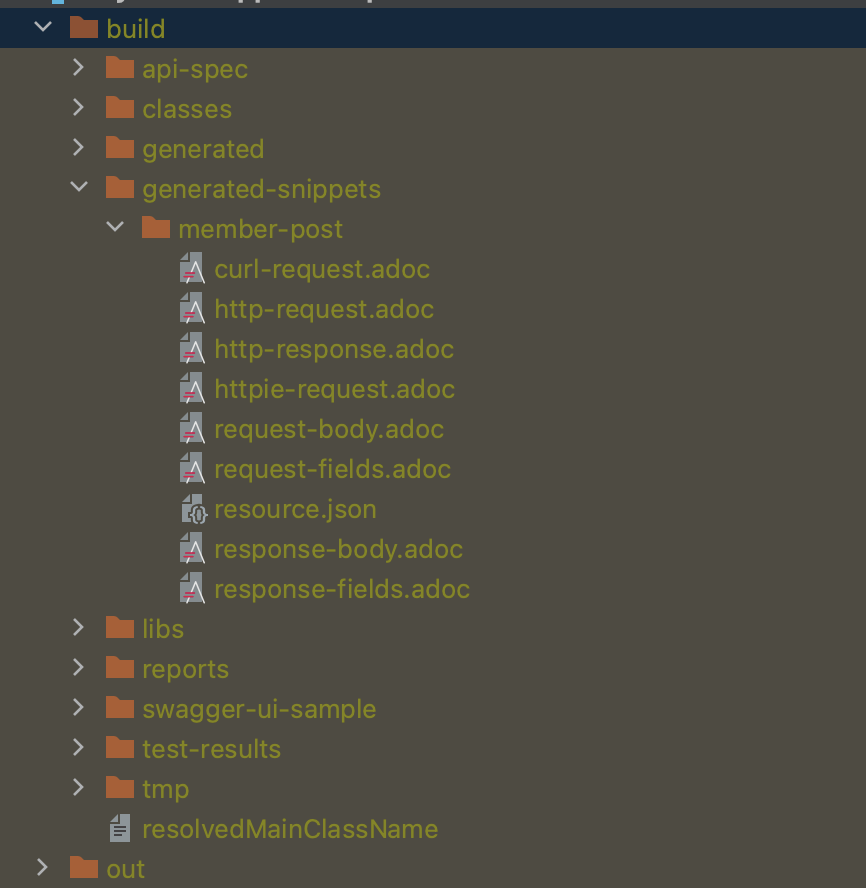 build
api-spec
classes
generated
generated-snippets
member-post
curl-request.adoc
http-request.adoc
http-response.adoc
httpie-request.adoc
request-body.adoc
request-fields.adoc
resource.json
response-body.adoc
response-fields.adoc
libs
reports
swagger-ui-sample
test-results
tmp
resolvedMainClassName
out